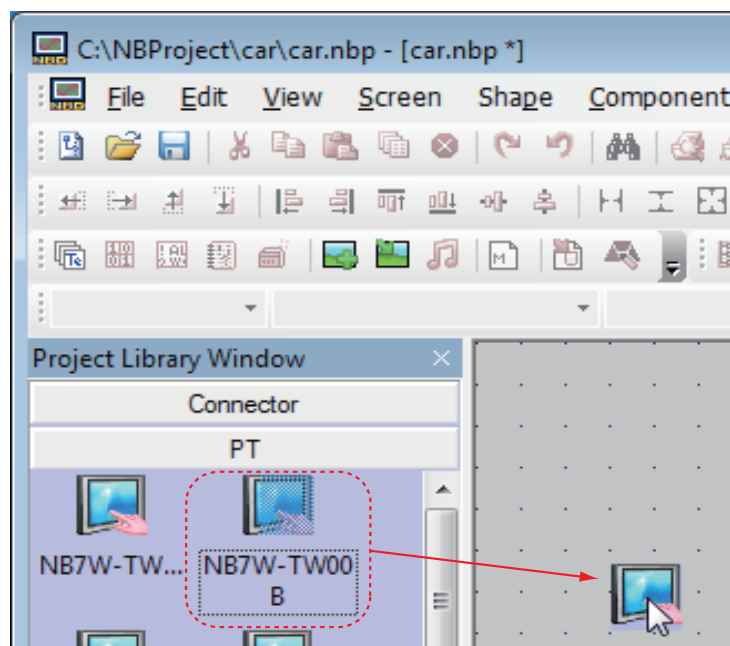 C:\NBProject\car\car.nbp - [car.nbp *]
File Edit View Screen Shape Component
Project Library Window
Connector
PT
NB7W-TW... NB7W-TW00
B